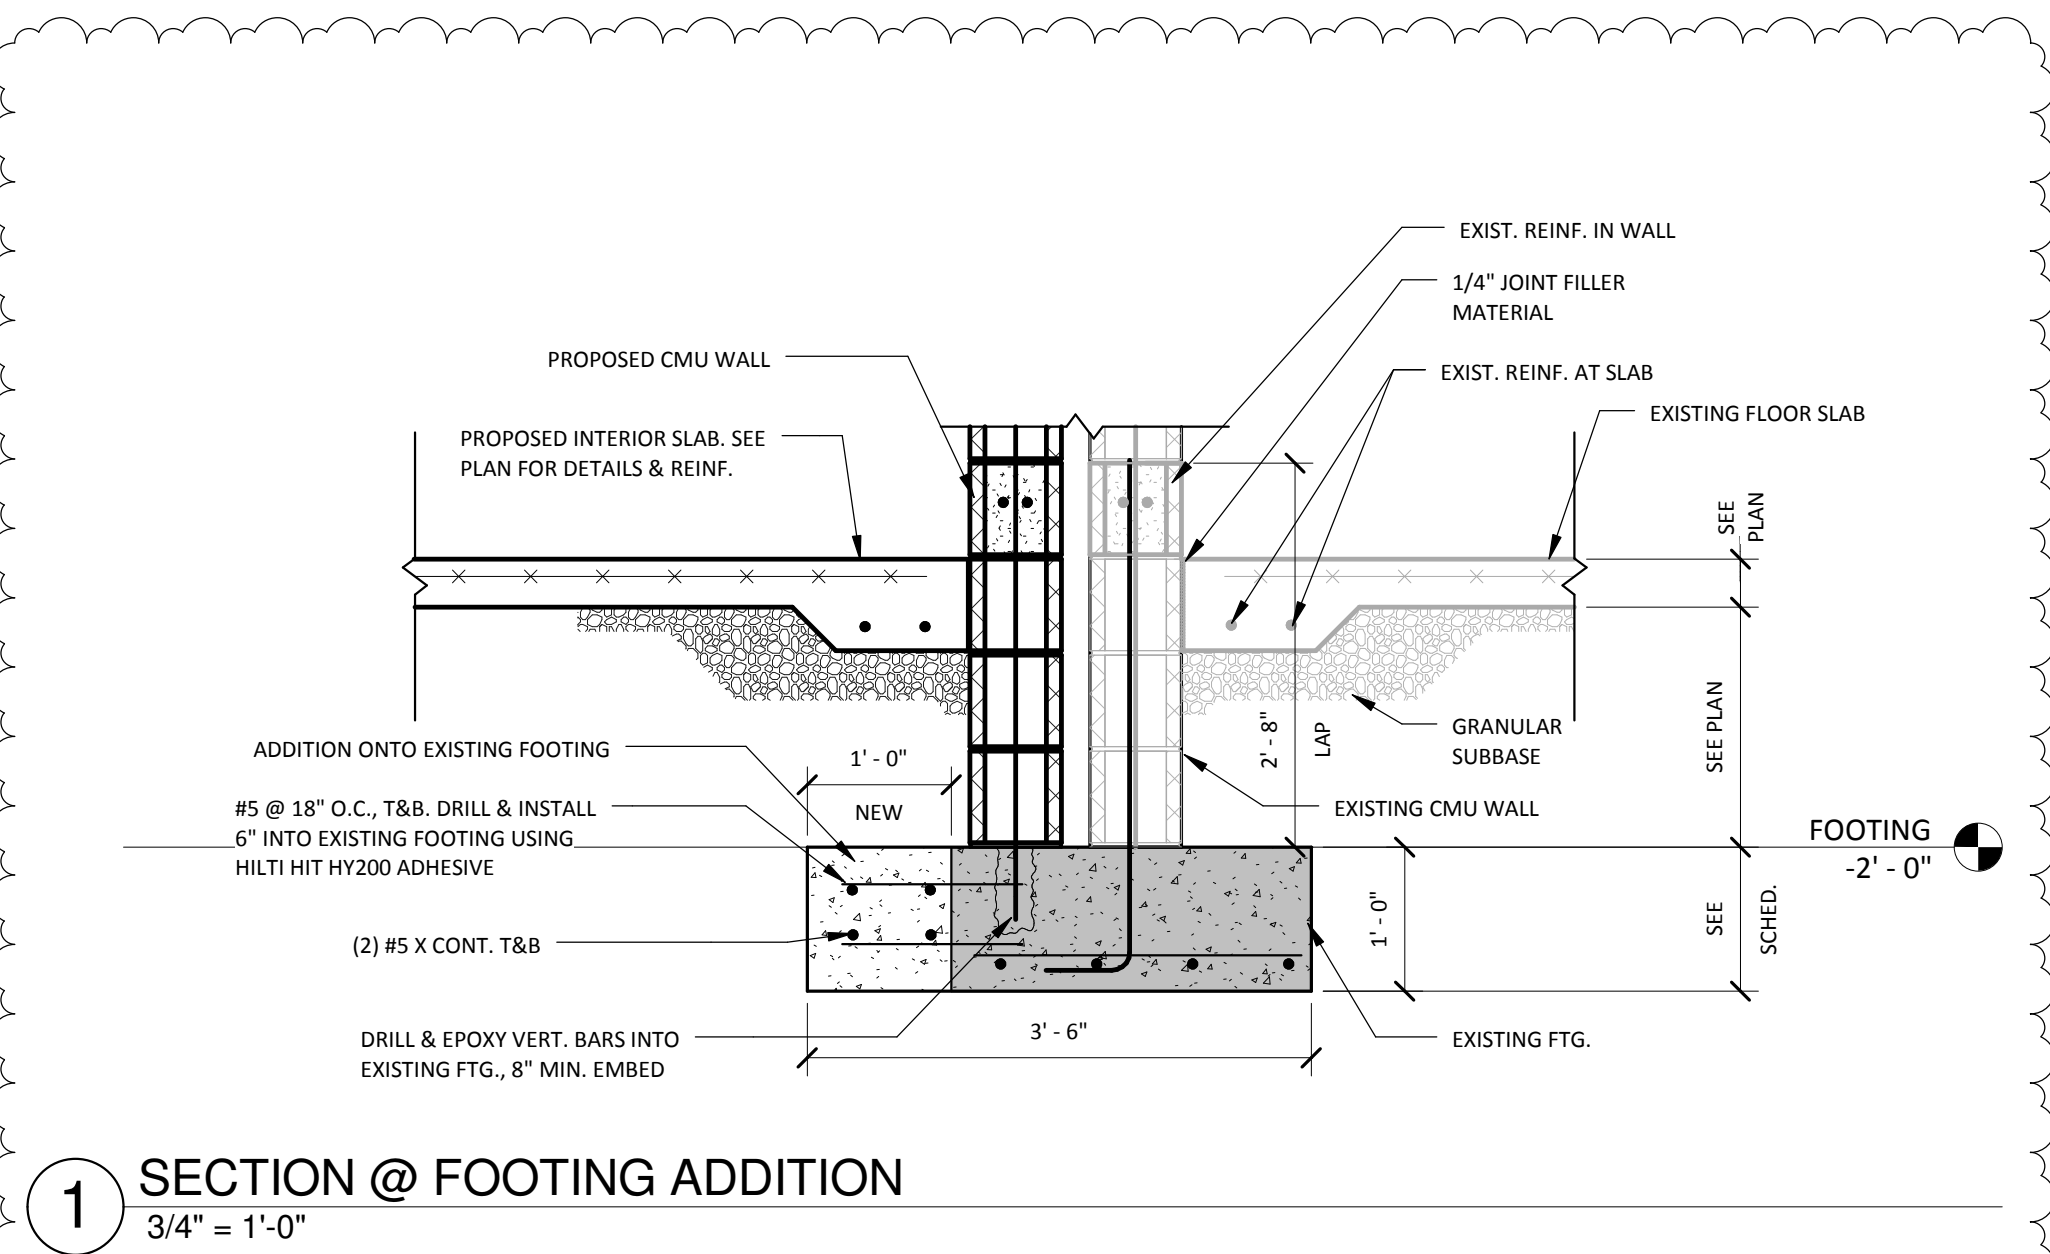 EXIST. REINF. IN WALL
1/4" JOINT FILLER
MATERIAL
PROPOSED CMU WALL
EXIST. REINF. AT SLAB
EXISTING FLOOR SLAB
PROPOSED INTERIOR SLAB. SEE
PLAN FOR DETAILS & REINF.
SEE
PLAN
GRANULAR
SUBBASE
2' - 8"
LAP
SEE PLAN
ADDITION ONTO EXISTING FOOTING
1' - 0"
NEW
#5 @ 18" O.C., T&B. DRILL & INSTALL
6" INTO EXISTING FOOTING USING
HILTI HIT HY200 ADHESIVE
EXISTING CMU WALL
FOOTING
-2' - 0"
(2) #5 X CONT. T&B
1' - 0"
SEE
SCHED.
DRILL & EPOXY VERT. BARS INTO
EXISTING FTG., 8" MIN. EMBED
3' - 6"
EXISTING FTG.
1
SECTION @ FOOTING ADDITION
3/4" = 1'-0"